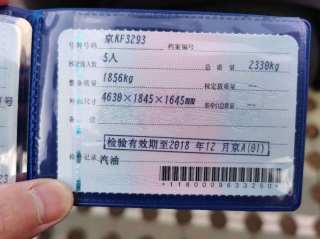 号牌号码 京KF3293 档案编号
核定载人数 5人 总质量 2330kg
整备质量 1856kg 核定载质量
外廓尺寸 4630×1845×1645mm 准牵引总质量
备注
检验有效期至2018年12月京A(01)
检验记录 汽油
*1180009633250*
号
23